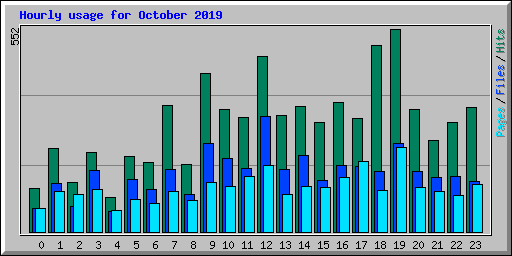 Hourly usage for October 2019
552
Pages/Files/Hits
0 1 2 3 4 5 6 7 8 9 10 11 12 13 14 15 16 17 18 19 20 21 22 23